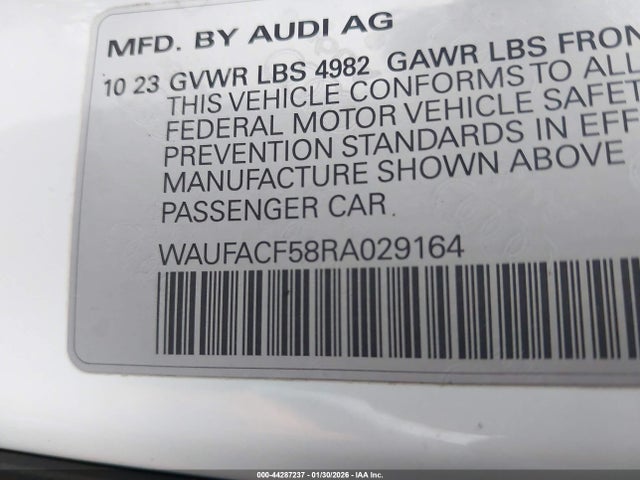 MFD. BY AUDI AG
10 23 GVWR LBS 4982 GAWR LBS FRON
THIS VEHICLE CONFORMS TO ALL
FEDERAL MOTOR VEHICLE SAFET
PREVENTION STANDARDS IN EFF
MANUFACTURE SHOWN ABOVE
PASSENGER CAR
WAUFACF58RA029164
000-44287237 - 01/30/2026 - IAA Inc.